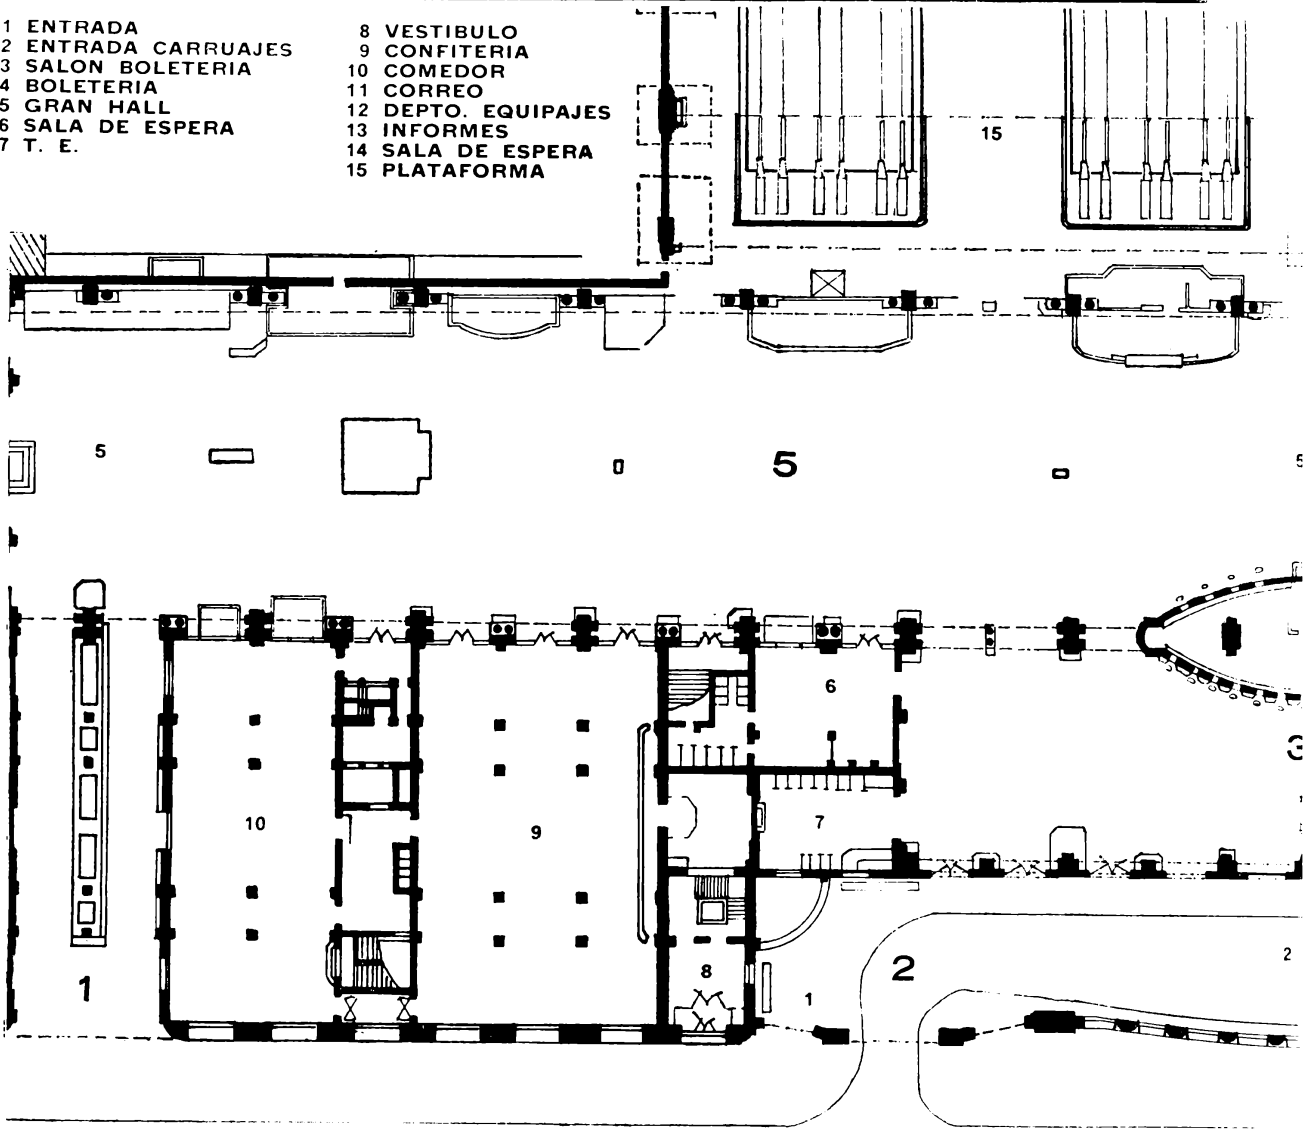 1 ENTRADA
2 ENTRADA CARRUAJES
3 SALON BOLETERIA
4 BOLETERIA
5 GRAN HALL
6 SALA DE ESPERA
7 T. E.
8 VESTIBULO
9 CONFITERIA
10 COMEDOR
11 CORREO
12 DEPTO. EQUIPAJES
13 INFORMES
14 SALA DE ESPERA
15 PLATAFORMA
15
5
5
5
6
3
10
9
7
1
8
1
2
2